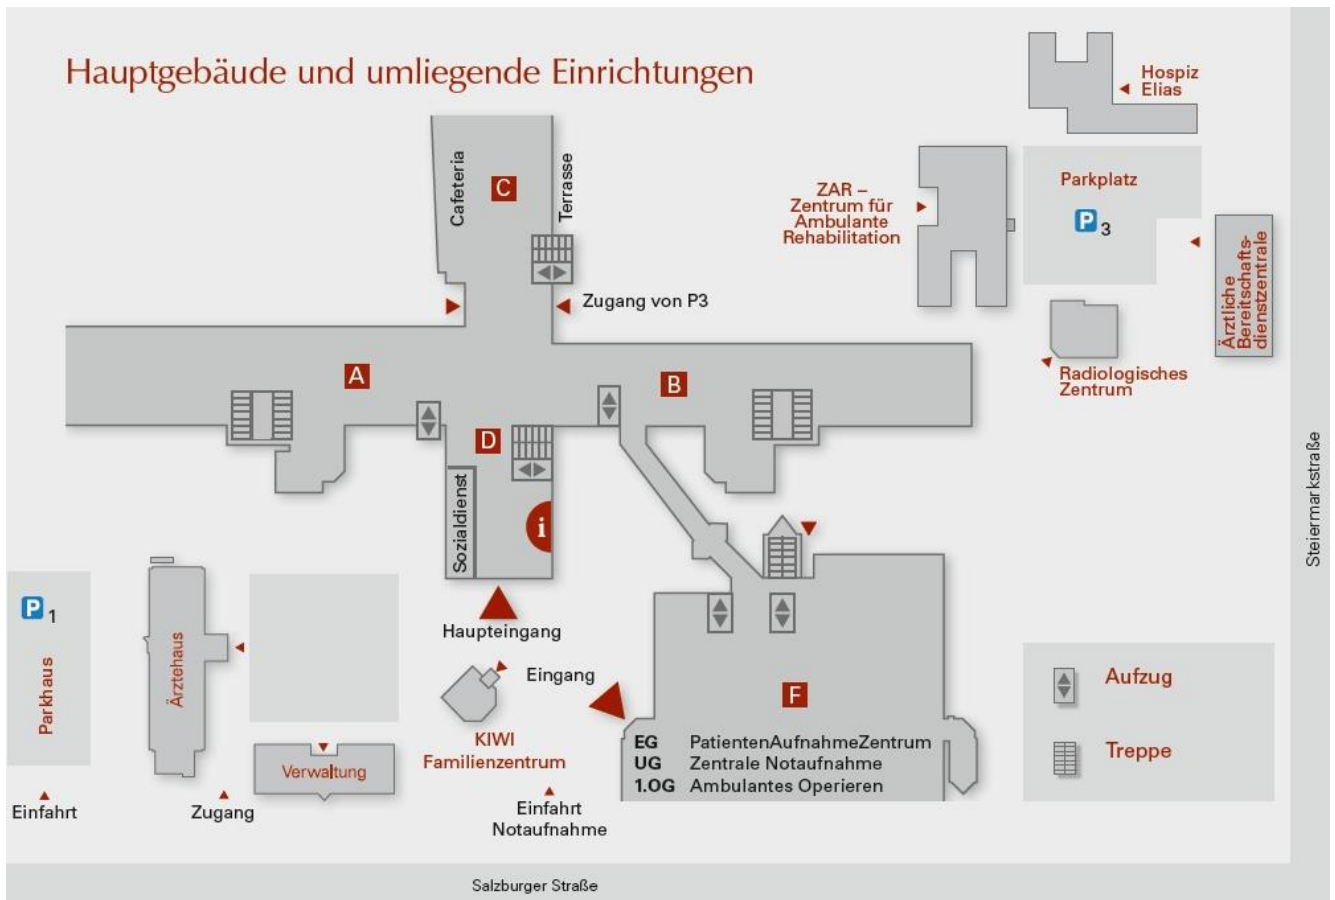 Hauptgebäude und umliegende Einrichtungen
Hospiz
Elias
Cafeteria
C
Terrasse
ZAR –
Zentrum für
Ambulante
Rehabilitation
Parkplatz
P 3
Ärztliche
Bereitschafts-
dienstzentrale
Zugang von P3
Radiologisches
Zentrum
A
B
D
Sozialdienst
i
Steiermarkstraße
P 1
Parkhaus
Ärztehaus
Haupteingang
Eingang
KIWI
Familienzentrum
Verwaltung
F
EG PatientenAufnahmeZentrum
UG Zentrale Notaufnahme
1.OG Ambulantes Operieren
Aufzug
Treppe
Einfahrt
Zugang
Einfahrt
Notaufnahme
Salzburger Straße